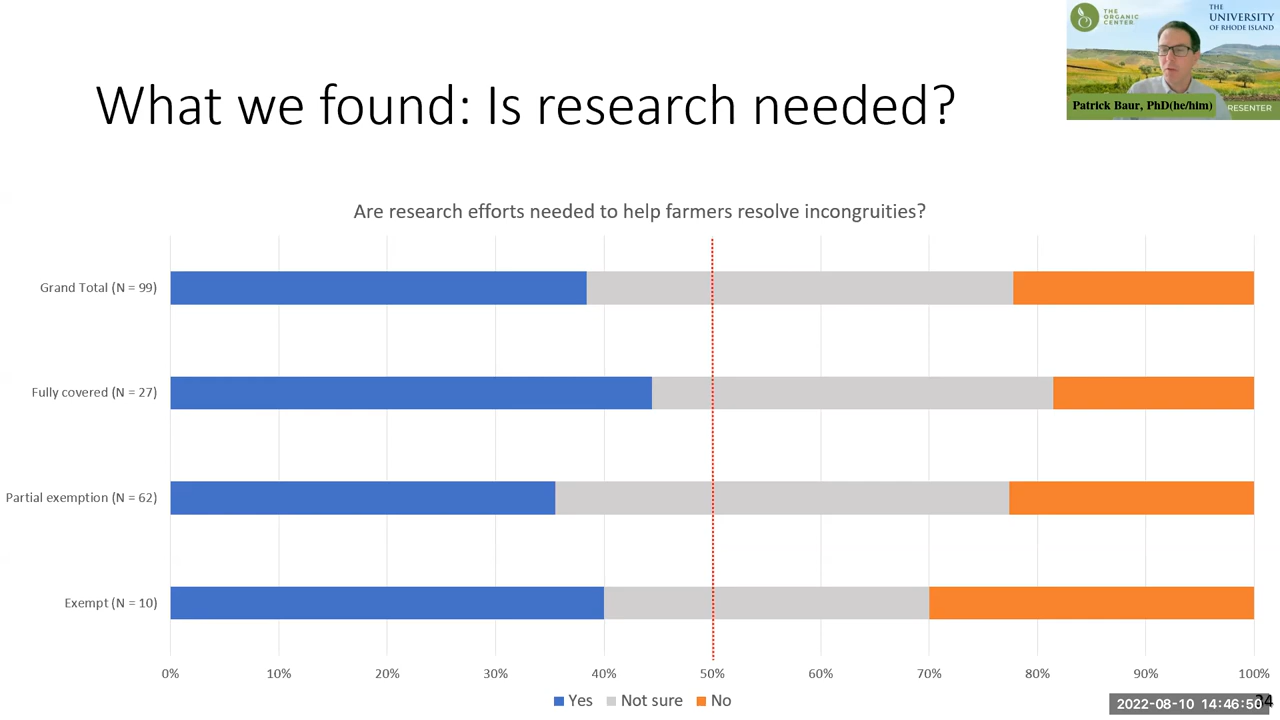 THE
ORGANIC
CENTER
THE
UNIVERSITY
OF RHODE ISLAND
Patrick Baur, PhD(he/him)
RESENTER
What we found: Is research needed?
Are research efforts needed to help farmers resolve incongruities?
Grand Total (N = 99)
Fully covered (N = 27)
Partial exemption (N = 62)
Exempt (N = 10)
0% 10% 20% 30% 40% 50% 60% 70% 80% 90% 100%
Yes Not sure No
2022-08-10 14:46:50